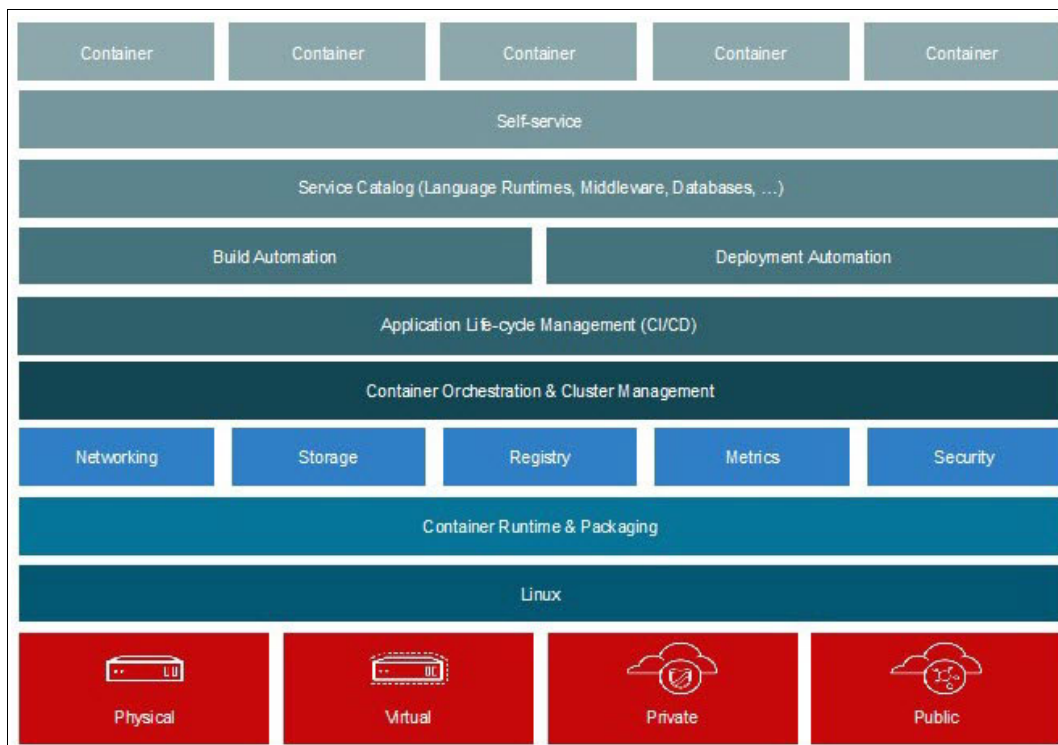 Container
Container
Container
Container
Container
Self-service
Service Catalog (Language Runtimes, Middleware, Databases, ...)
Build Automation
Deployment Automation
Application Life-cycle Management (CI/CD)
Container Orchestration & Cluster Management
Networking
Storage
Registry
Metrics
Security
Container Runtime & Packaging
Linux
Physical
Virtual
Private
Public